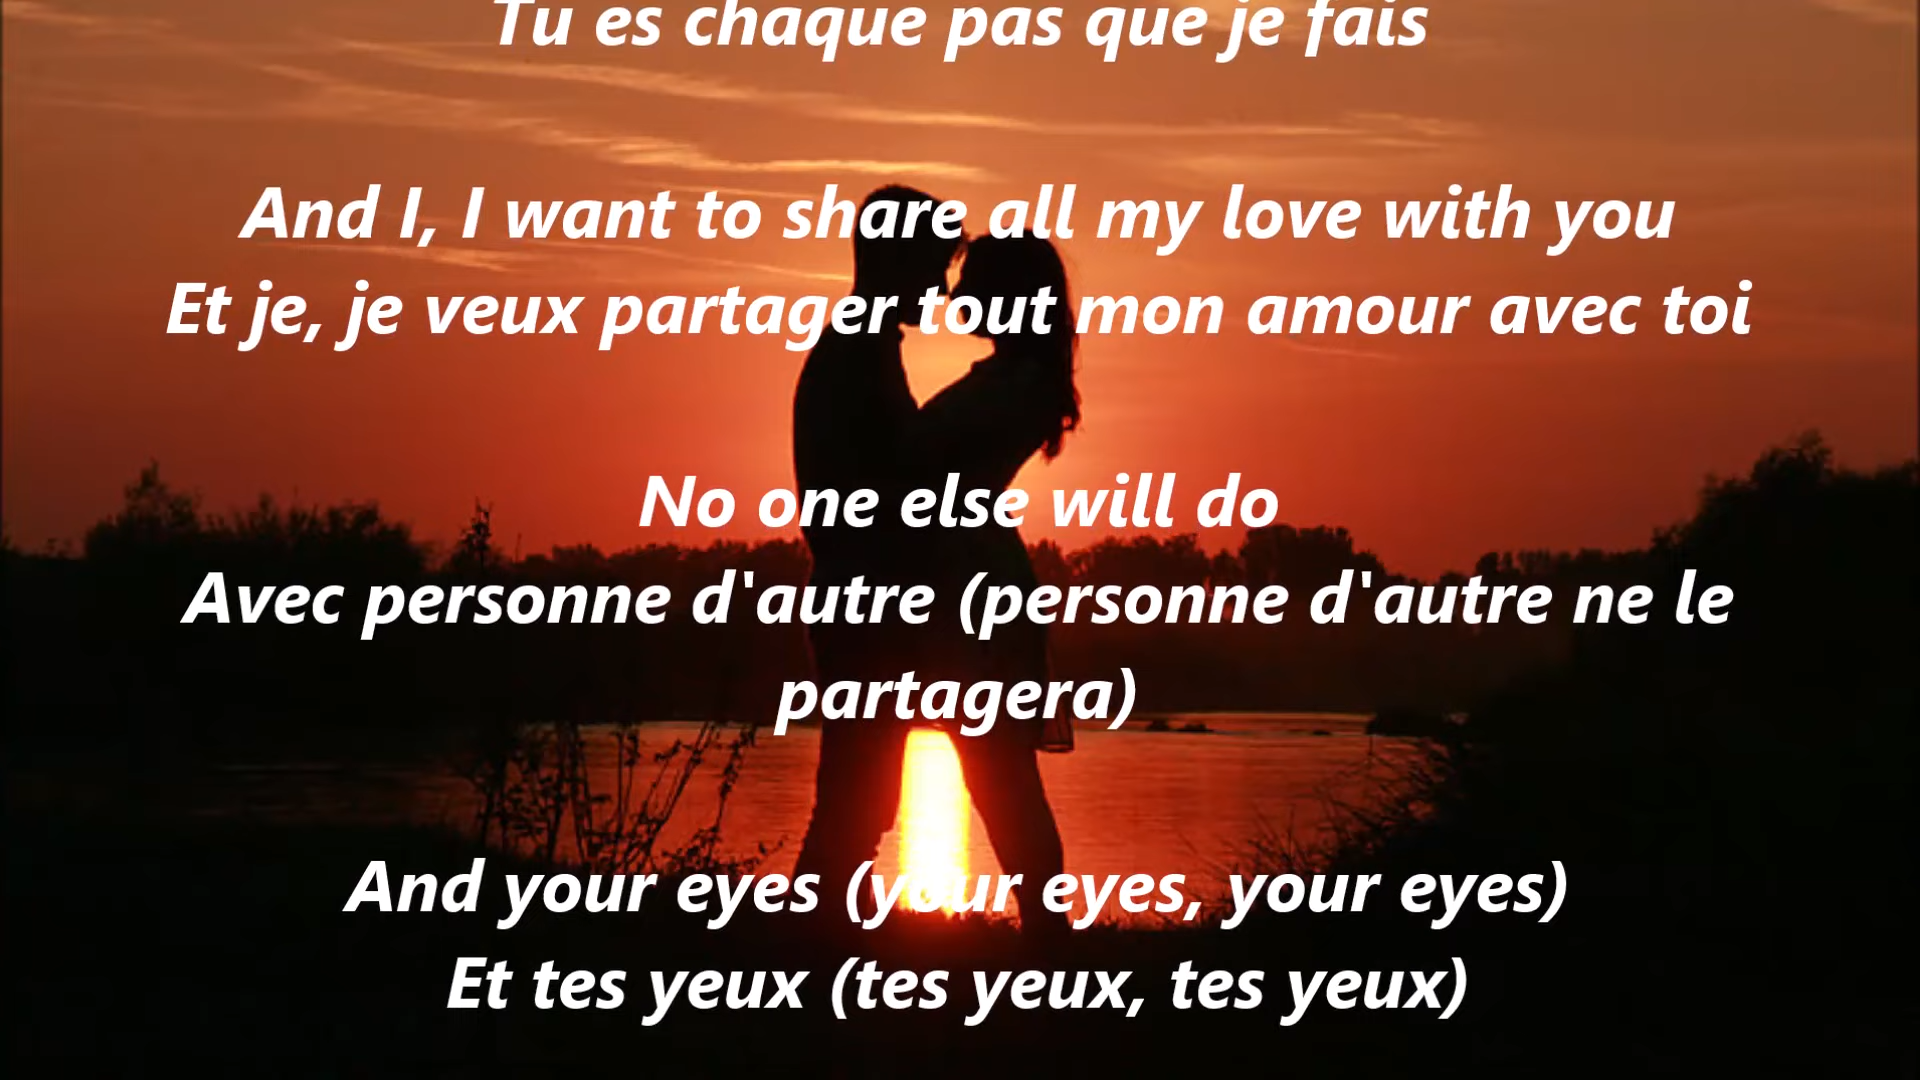 Tu es chaque pas que je fais
And I, I want to share all my love with you
Et je, je veux partager tout mon amour avec toi
No one else will do
Avec personne d'autre (personne d'autre ne le
partagera)
And your eyes (your eyes, your eyes)
Et tes yeux (tes yeux, tes yeux)